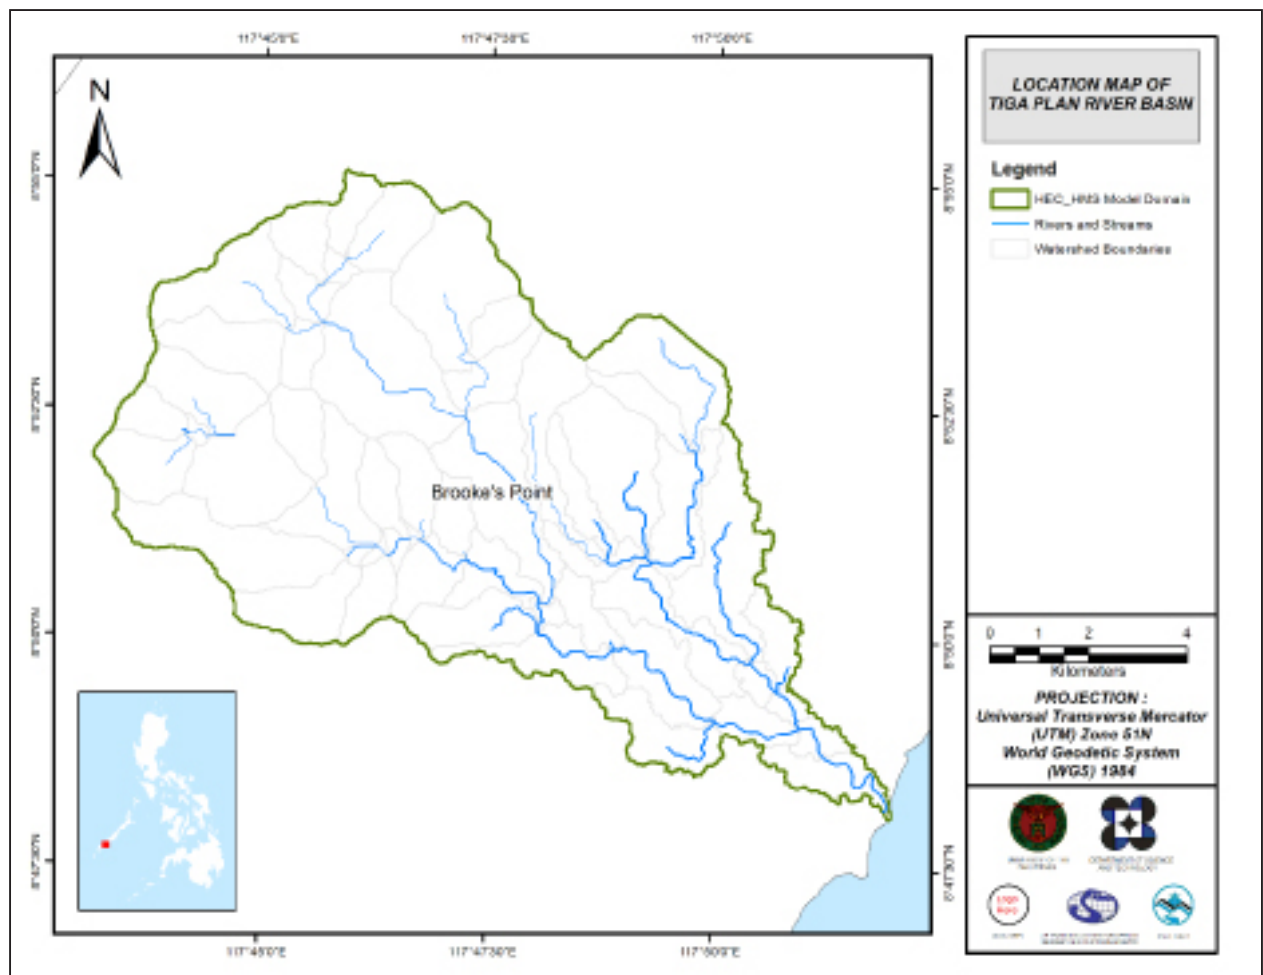 117°45'0"E 117°47'30"E 117°50'0"E
N
Brooke's Point
117°45'0"E 117°47'30"E 117°50'0"E
LOCATION MAP OF
TIGA PLAN RIVER BASIN
Legend
HEC_HMS Model Domain
Rivers and Streams
Watershed Boundaries
0 1 2 4
Kilometers
PROJECTION :
Universal Transverse Mercator
(UTM) Zone 51N
World Geodetic System
(WGS) 1984